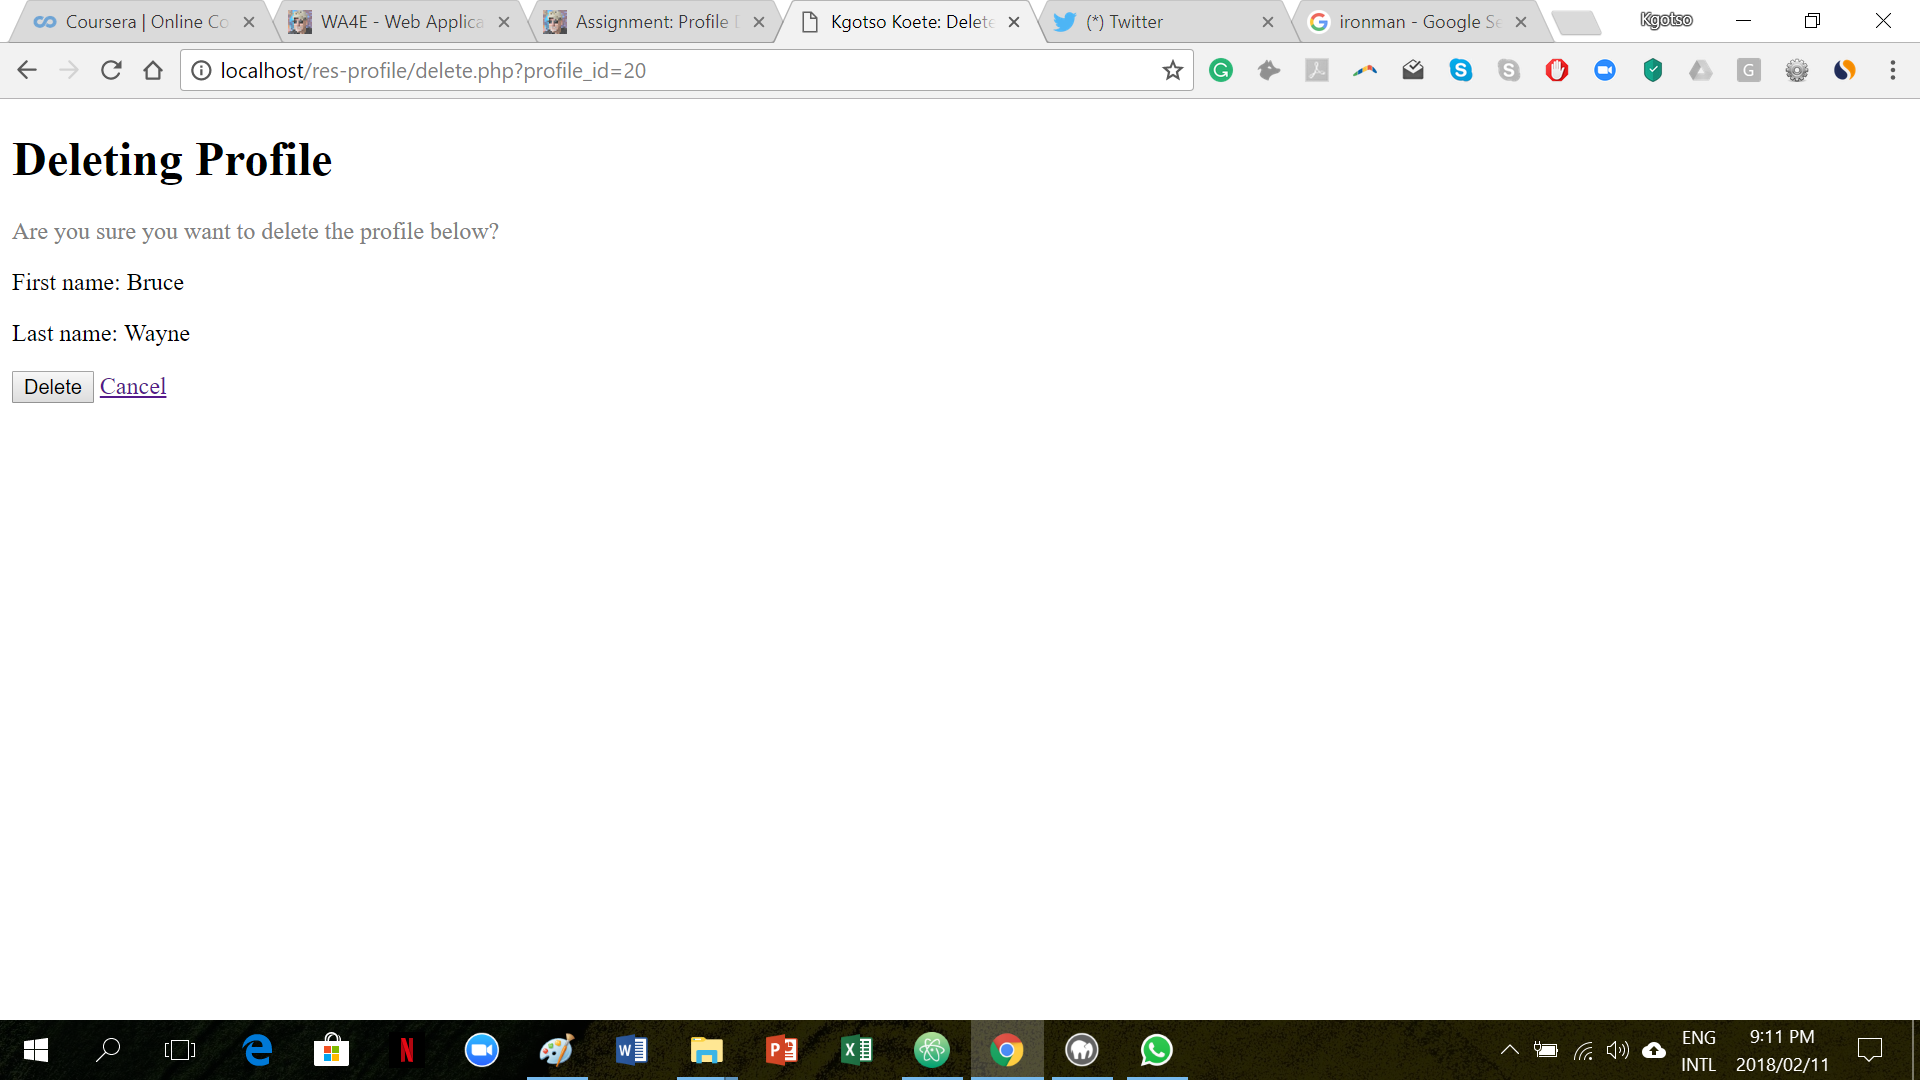 Coursera | Online Co
WA4E - Web Applica
Assignment: Profile D
Kgotso Koete: Delete
(*) Twitter
ironman - Google Se
Kgotso
localhost/res-profile/delete.php?profile_id=20
Deleting Profile
Are you sure you want to delete the profile below?
First name: Bruce
Last name: Wayne
Delete Cancel
ENG
INTL
9:11 PM
2018/02/11